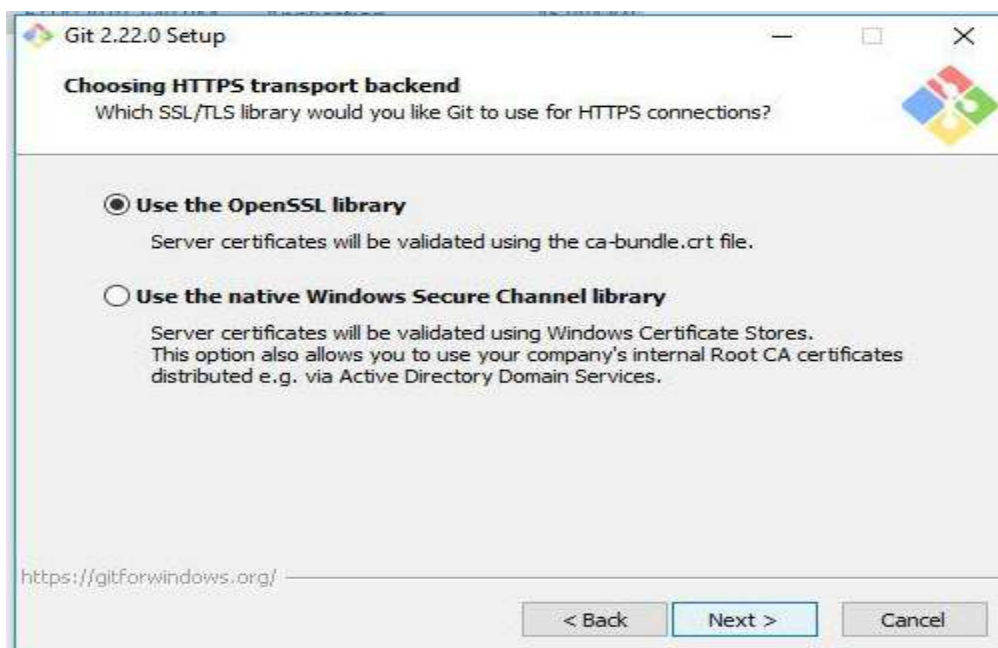 Git 2.22.0 Setup
Choosing HTTPS transport backend
Which SSL/TLS library would you like Git to use for HTTPS connections?
Use the OpenSSL library
Server certificates will be validated using the ca-bundle.crt file.
Use the native Windows Secure Channel library
Server certificates will be validated using Windows Certificate Stores.
This option also allows you to use your company's internal Root CA certificates
distributed e.g. via Active Directory Domain Services.
https://gitforwindows.org/
< Back Next > Cancel